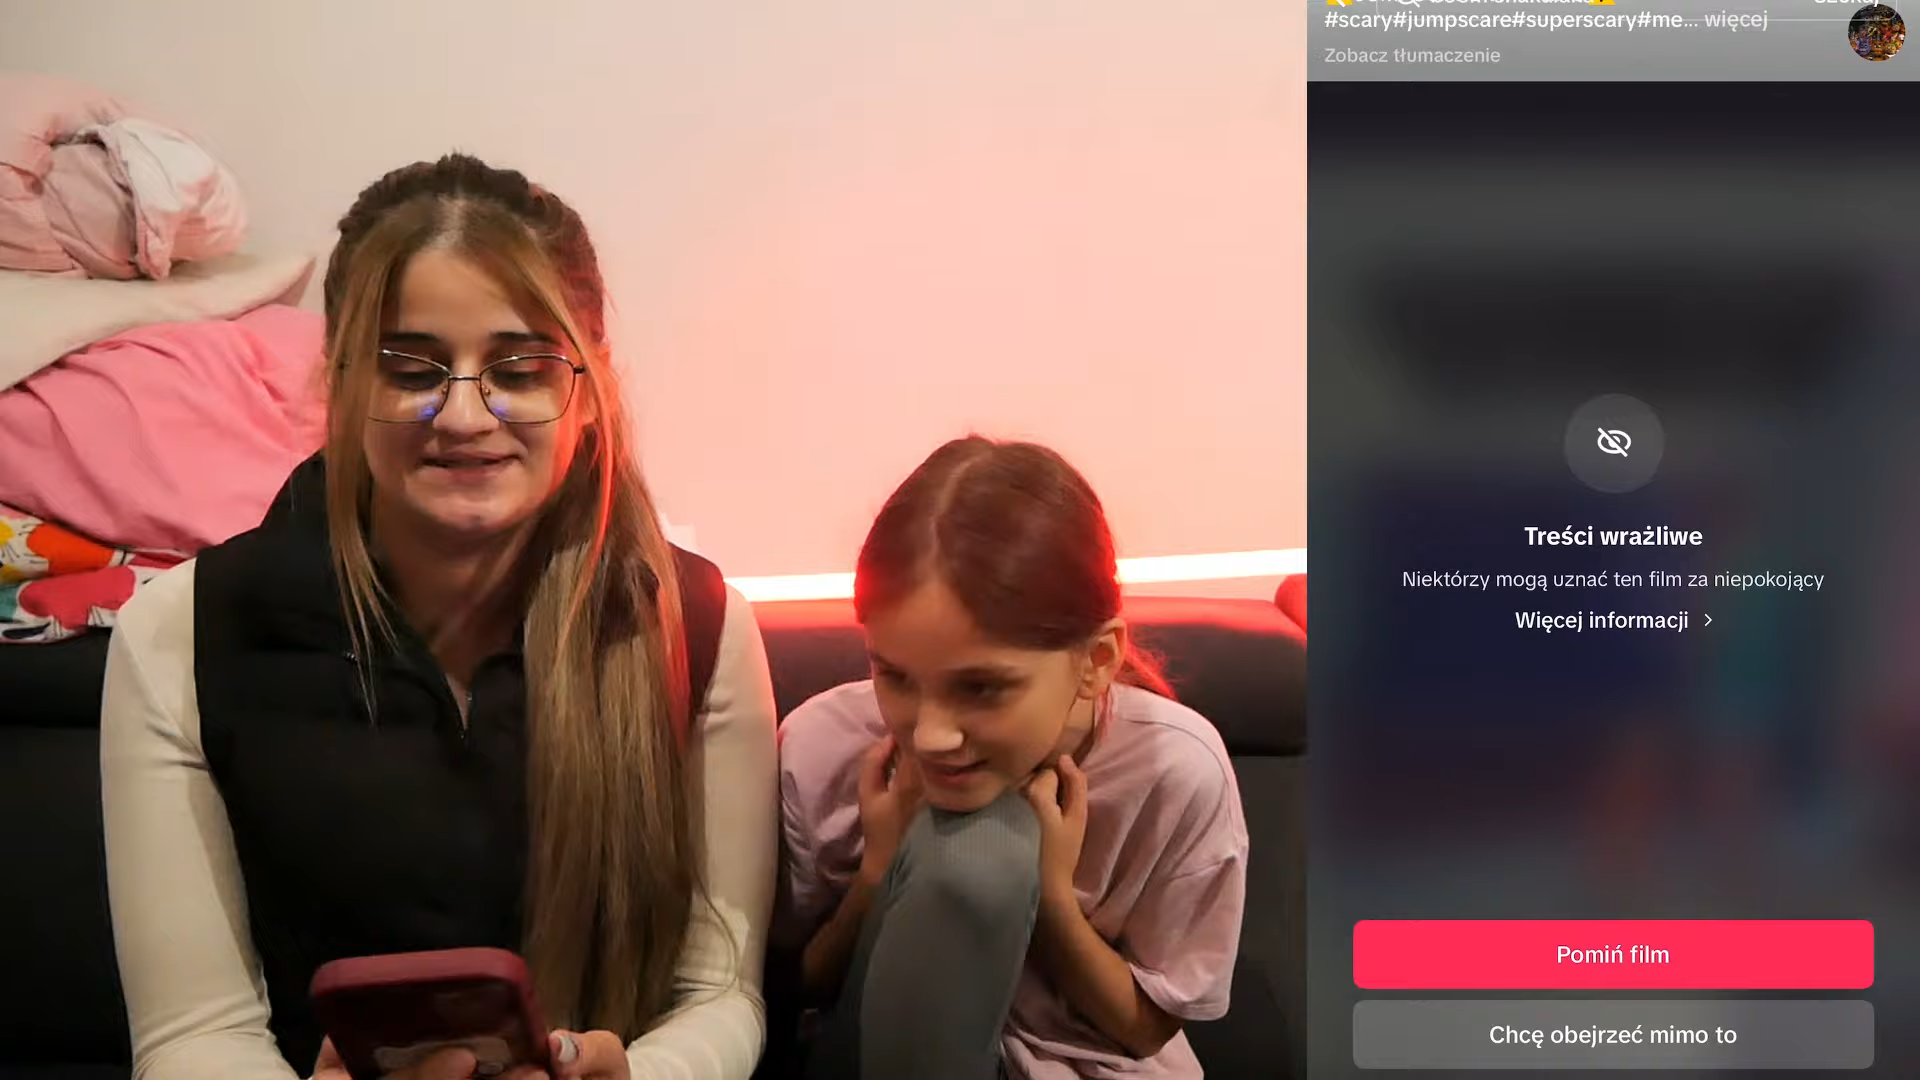 #scary#jumpscare#superscary#me... więcej
Zobacz tłumaczenie
Treści wrażliwe
Niektórzy mogą uznać ten film za niepokojący
Więcej informacji
Pomiń film
Chcę obejrzeć mimo to